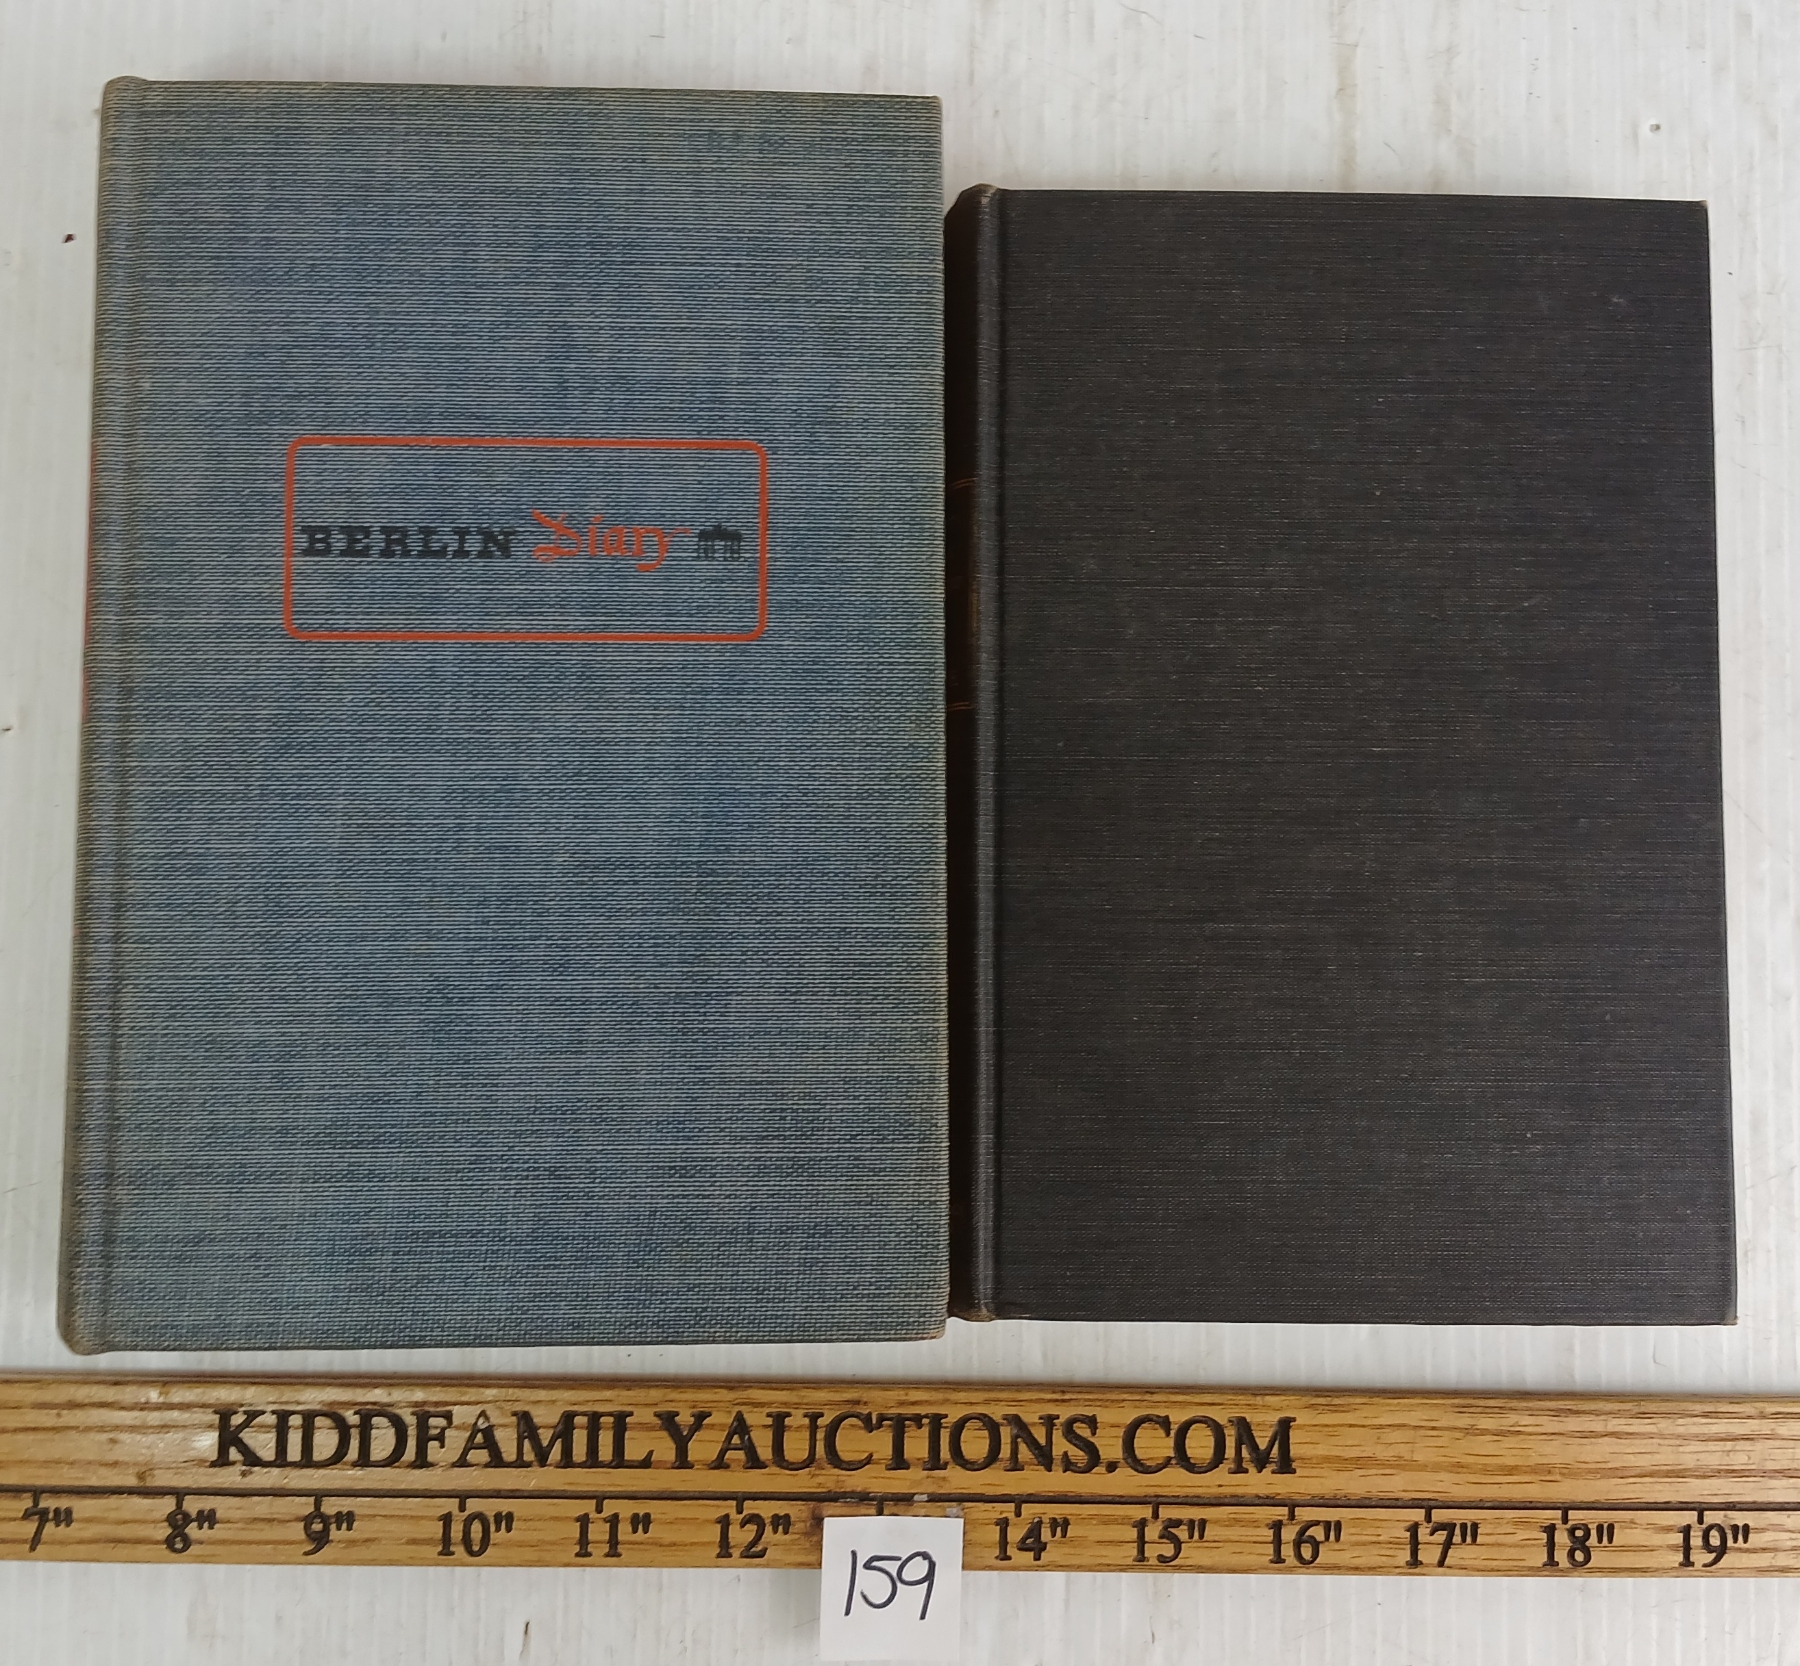 BERLIN Diary
KIDDFAMILYAUCTIONS.COM
7" 8" 9" 10" 11" 12" 14" 15" 16" 17" 18" 19"
159